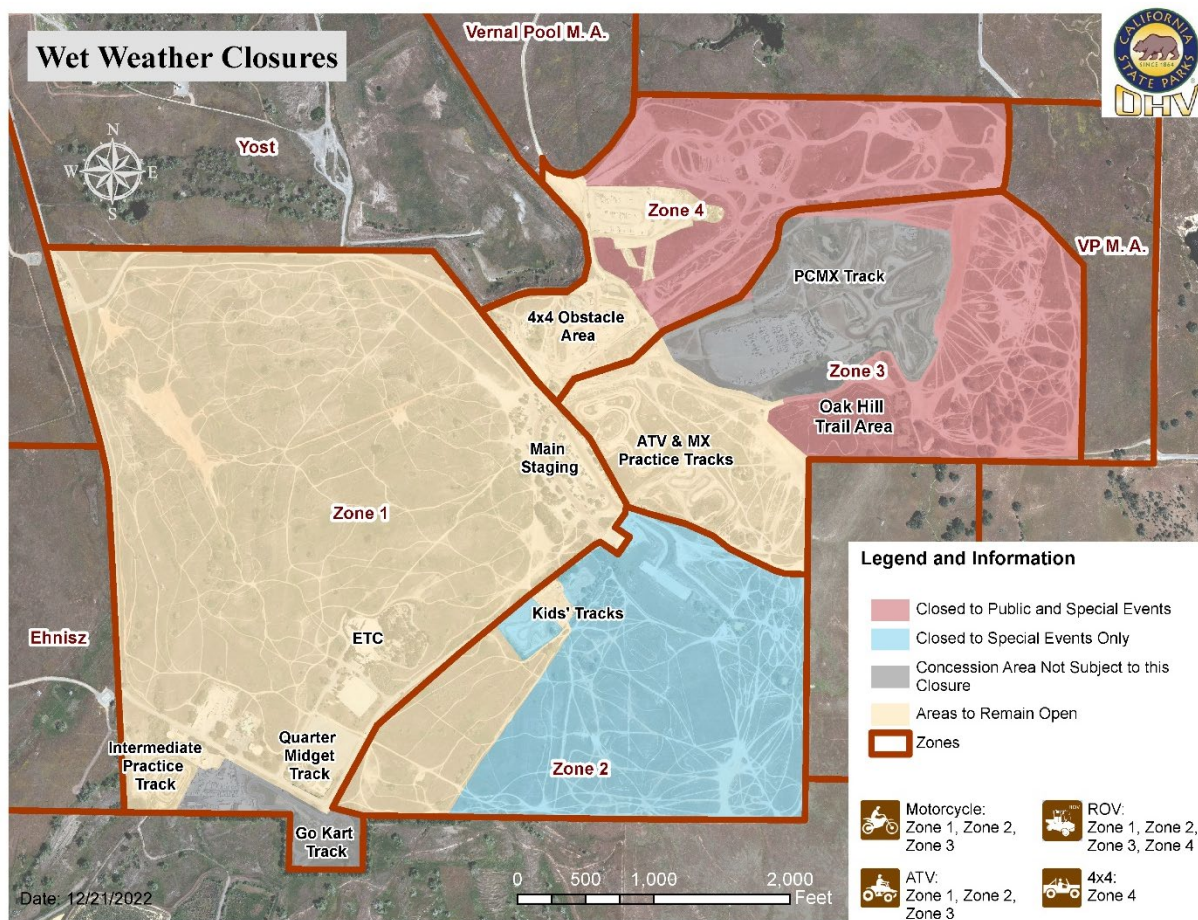 Wet Weather Closures
Vernal Pool M. A.
CALIFORNIA
STATE PARKS
SINCE 1864
OHV
Yost
N
W
E
S
Zone 4
VP M. A.
PCMX Track
4x4 Obstacle
Area
Zone 3
Oak Hill
Trail Area
Main
Staging
ATV & MX
Practice Tracks
Zone 1
Kids' Tracks
ETC
Ehnisz
Intermediate
Practice
Track
Quarter
Midget
Track
Zone 2
Go Kart
Track
Legend and Information
Closed to Public and Special Events
Closed to Special Events Only
Concession Area Not Subject to this
Closure
Areas to Remain Open
Zones
Motorcycle:
Zone 1, Zone 2,
Zone 3
ROV
ROV:
Zone 1, Zone 2,
Zone 3, Zone 4
ATV:
Zone 1, Zone 2,
Zone 3
4x4:
Zone 4
0 500 1,000 2,000
Feet
Date: 12/21/2022